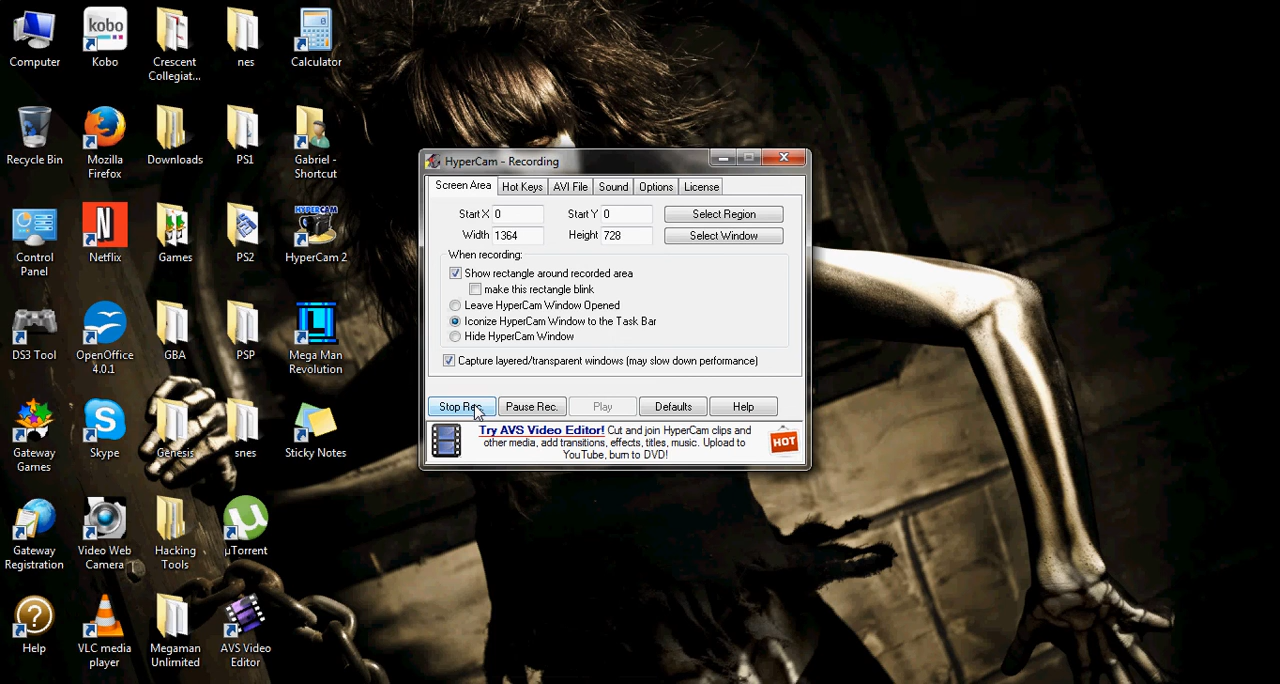 Computer
kobo
Kobo
Crescent
Collegiat...
nes
Calculator
Recycle Bin
Mozilla
Firefox
Downloads
PS1
Gabriel -
Shortcut
Control
Panel
N
Netflix
Games
PS2
HYPERCAM
HyperCam 2
DS3 Tool
OpenOffice
4.0.1
GBA
PSP
Mega Man
Revolution
Gateway
Games
Skype
Genesis
snes
Sticky Notes
Gateway
Registration
Video Web
Camera
Hacking
Tools
µTorrent
Help
VLC media
player
Megaman
Unlimited
AVS Video
Editor
HyperCam - Recording
Screen Area Hot Keys AVI File Sound Options License
Start X 0 Start Y 0 Select Region
Width 1364 Height 728 Select Window
When recording:
Show rectangle around recorded area
make this rectangle blink
Leave HyperCam Window Opened
Iconize HyperCam Window to the Task Bar
Hide HyperCam Window
Capture layered/transparent windows (may slow down performance)
Stop Rec. Pause Rec. Play Defaults Help
Try AVS Video Editor! Cut and join HyperCam clips and
other media, add transitions, effects, titles, music. Upload to
YouTube, burn to DVD!
HOT